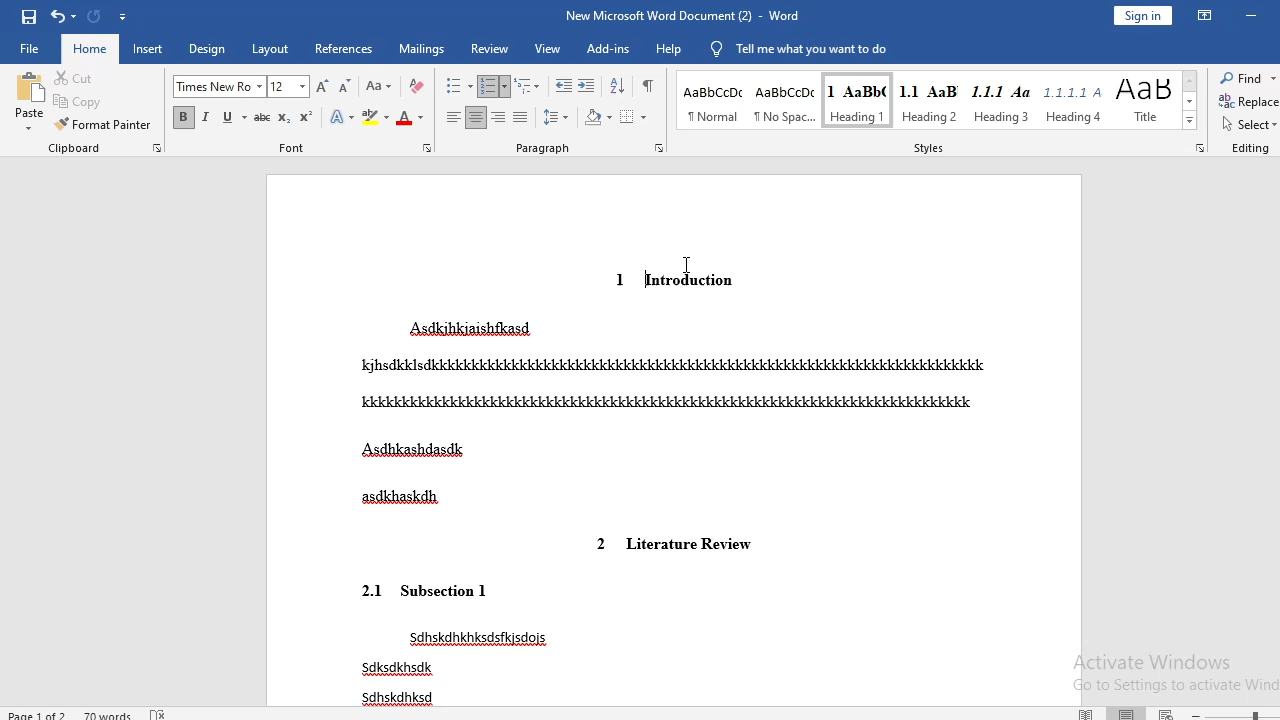 New Microsoft Word Document (2) - Word
Sign in
File Home Insert Design Layout References Mailings Review View Add-ins Help Tell me what you want to do
Paste
Cut
Copy
Format Painter
Clipboard
Times New Ro 12
Font
Paragraph
AaBbCcDc AaBbCcDc 1 AaBb( 1.1 AaB 1.1.1 Aa 1.1.1.1 A AaB
¶ Normal ¶ No Spac... Heading 1 Heading 2 Heading 3 Heading 4 Title
Styles
Find
Replace
Select
Editing
1 Introduction
Asdkjhkjaishfkasd
Asdhkashdasdk
asdkhaskdh
2 Literature Review
2.1 Subsection 1
Sdhskdhkhksdsfkjsdojs
Sdksdkhsdk
Sdhskdhksd
Activate Windows
Go to Settings to activate Wind
Page 1 of 2 70 words